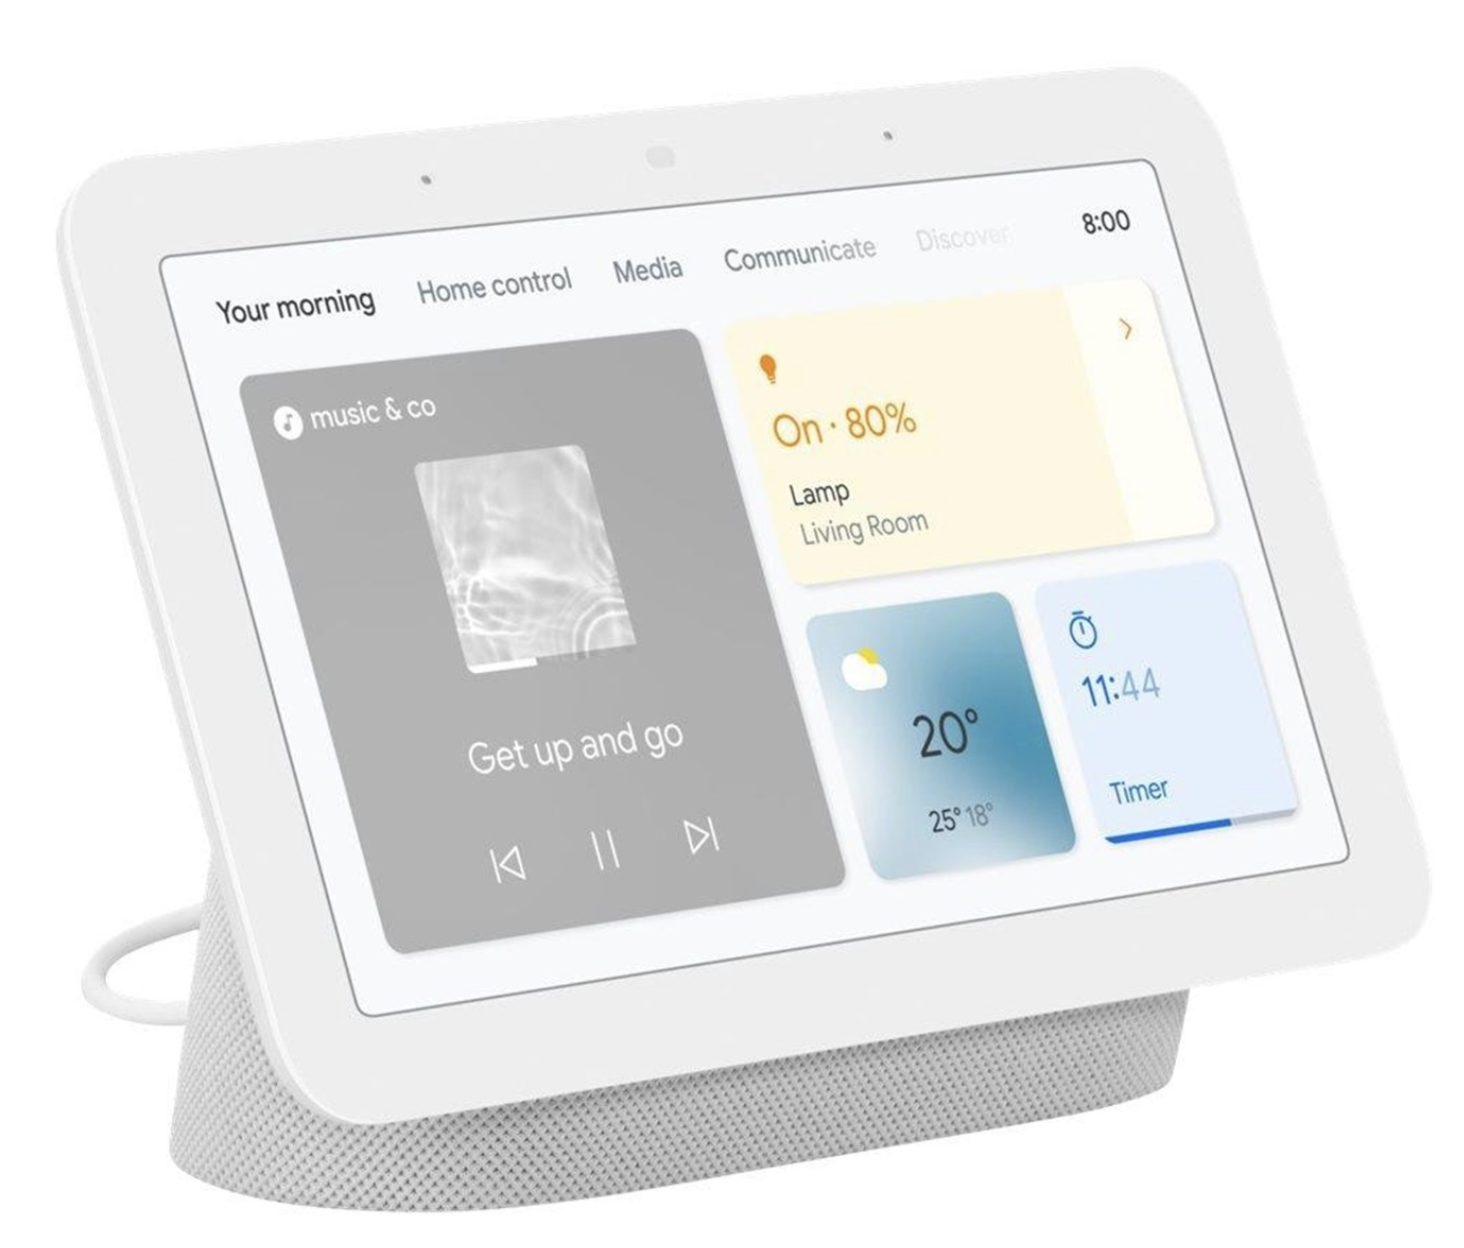 Your morning
Home control
Media
Communicate
Discover
8:00
music & co
Get up and go
On · 80%
Lamp
Living Room
20°
25° 18°
11:44
Timer